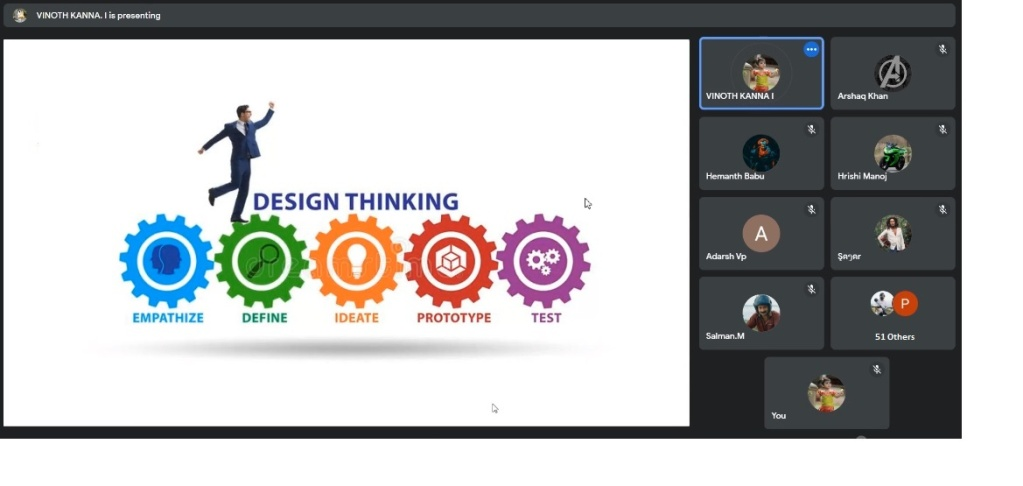 VINOTH KANNA. I is presenting
DESIGN THINKING
EMPATHIZE
DEFINE
IDEATE
PROTOTYPE
TEST
VINOTH KANNA I
Arshaq Khan
Hemanth Babu
Hrishi Manoj
A
Adarsh Vp
Salman.M
P
51 Others
You